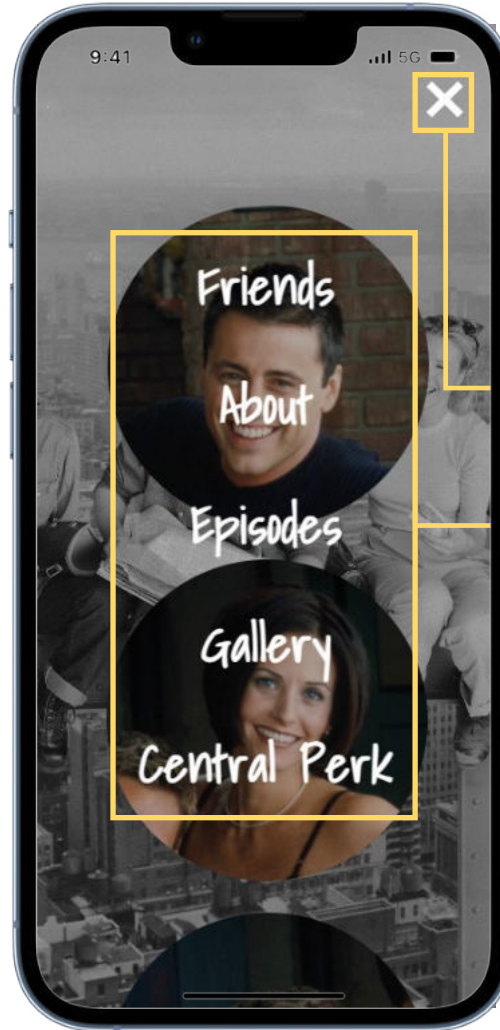 9:41 5G
Friends
About
Episodes
Gallery
Central Perk